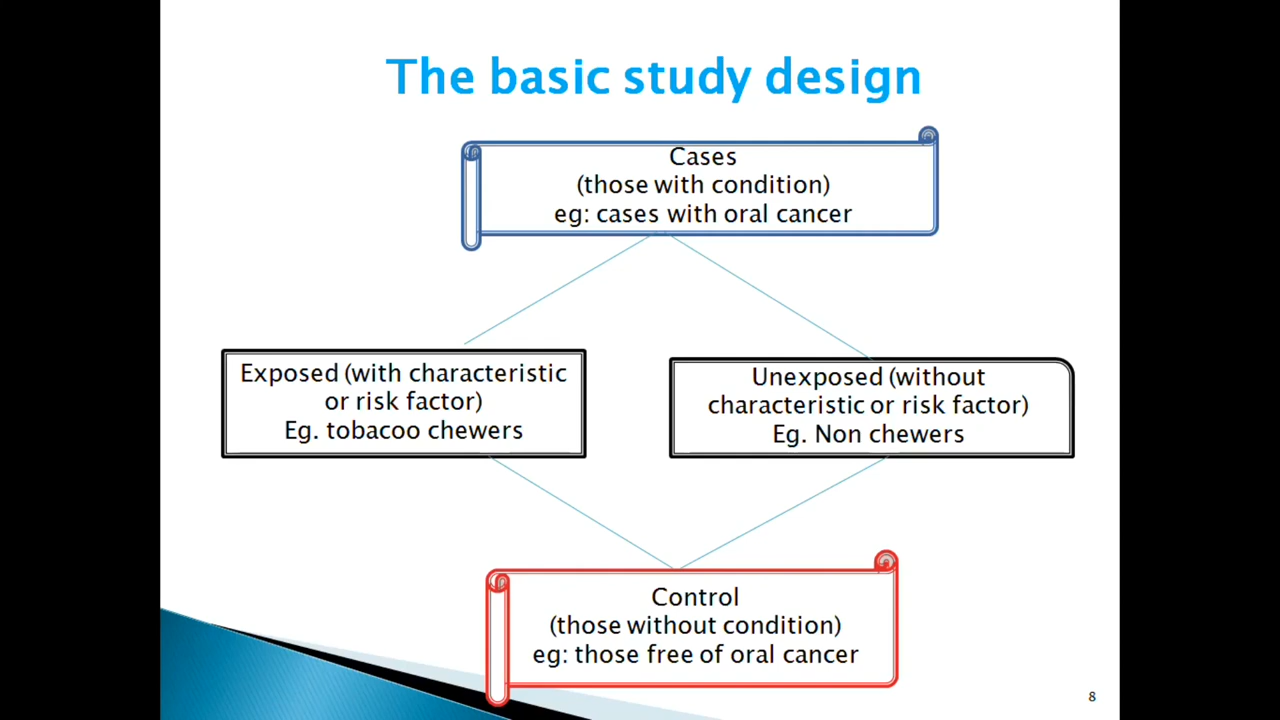 The basic study design
Cases
(those with condition)
eg: cases with oral cancer
Exposed (with characteristic
or risk factor)
Eg. tobacoo chewers
Unexposed (without
characteristic or risk factor)
Eg. Non chewers
Control
(those without condition)
eg: those free of oral cancer
8